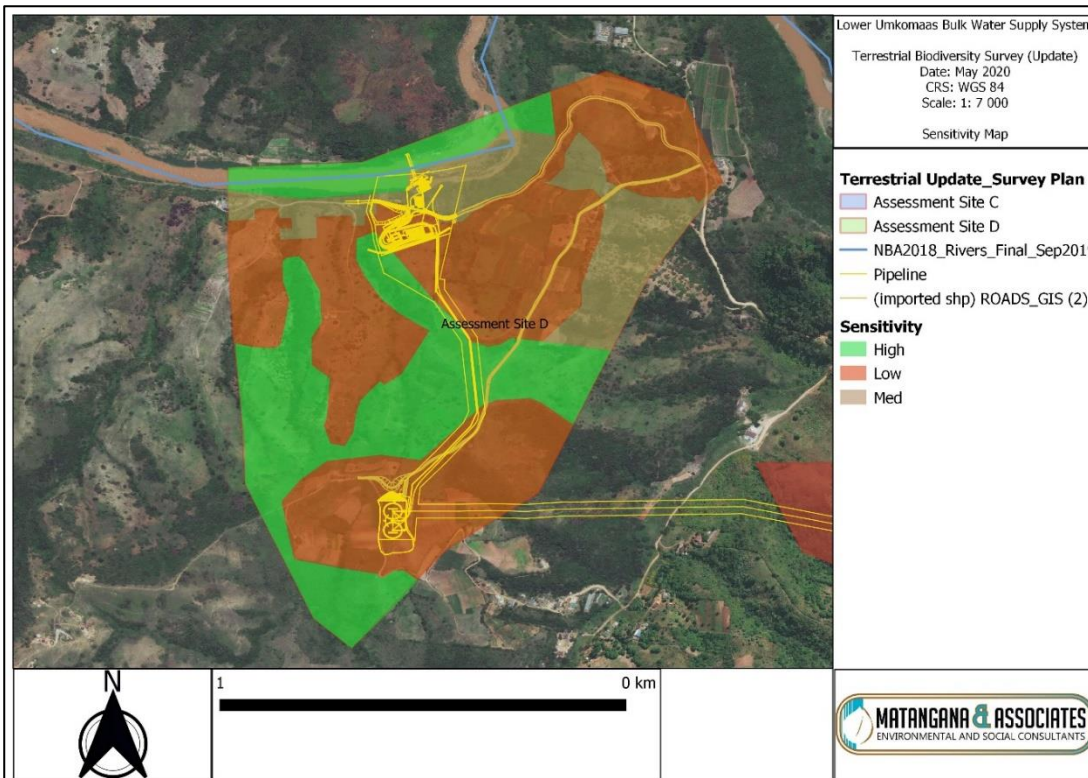 Lower Umkomaas Bulk Water Supply System
Terrestrial Biodiversity Survey (Update)
Date: May 2020
CRS: WGS 84
Scale: 1: 7 000
Sensitivity Map
Terrestrial Update_Survey Plan
Assessment Site C
Assessment Site D
NBA2018_Rivers_Final_Sep201
Pipeline
(imported shp) ROADS_GIS (2)
Sensitivity
High
Low
Med
Assessment Site D
N
1 0 km
MATANGANA & ASSOCIATES
ENVIRONMENTAL AND SOCIAL CONSULTANTS